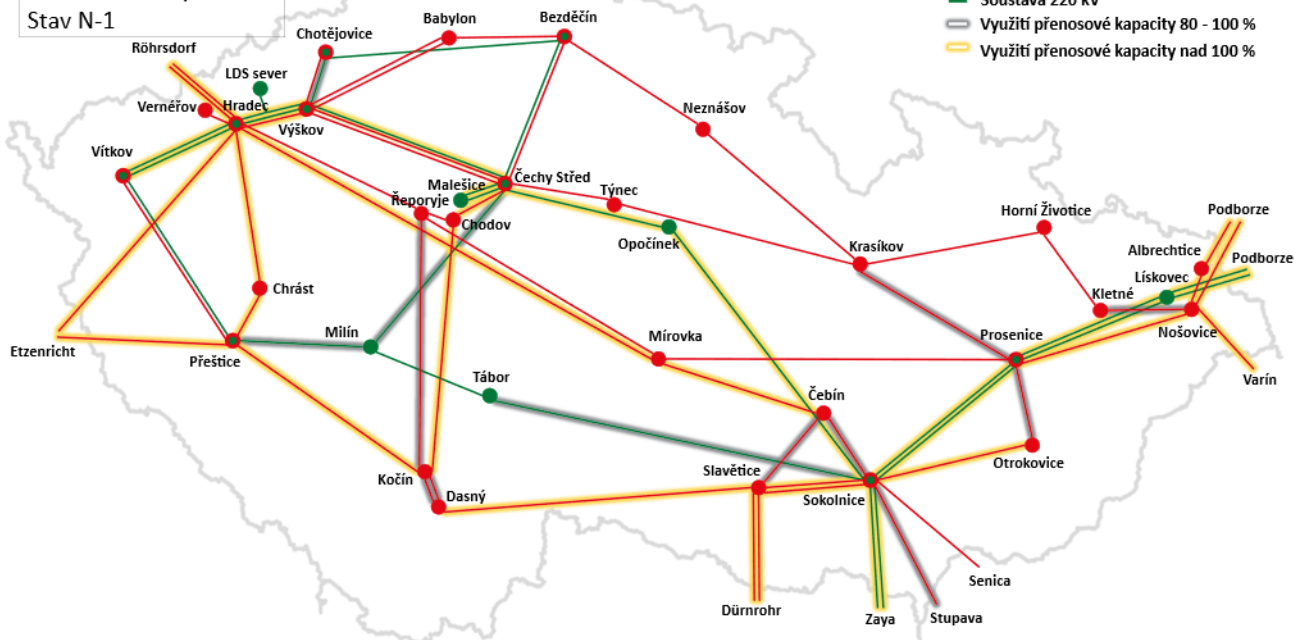 Stav N-1
Soustava 220 kV
Využití přenosové kapacity 80 - 100 %
Využití přenosové kapacity nad 100 %
Babylon
Bezděčín
Chotějovice
Röhrsdorf
LDS sever
Vernéřov
Hradec
Výškov
Neznášov
Vítkov
Čechy Střed
Malešice
Týnec
Řeporyje
Chodov
Opočínek
Horní Životice
Podborze
Krasíkov
Albrechtice
Podborze
Lískovec
Kletné
Chrást
Nošovice
Milín
Mírovka
Prosenice
Etzenricht
Přeštice
Varín
Tábor
Čebín
Otrokovice
Kočín
Slavětice
Dasný
Sokolnice
Senica
Dürnrohr
Zaya
Stupava